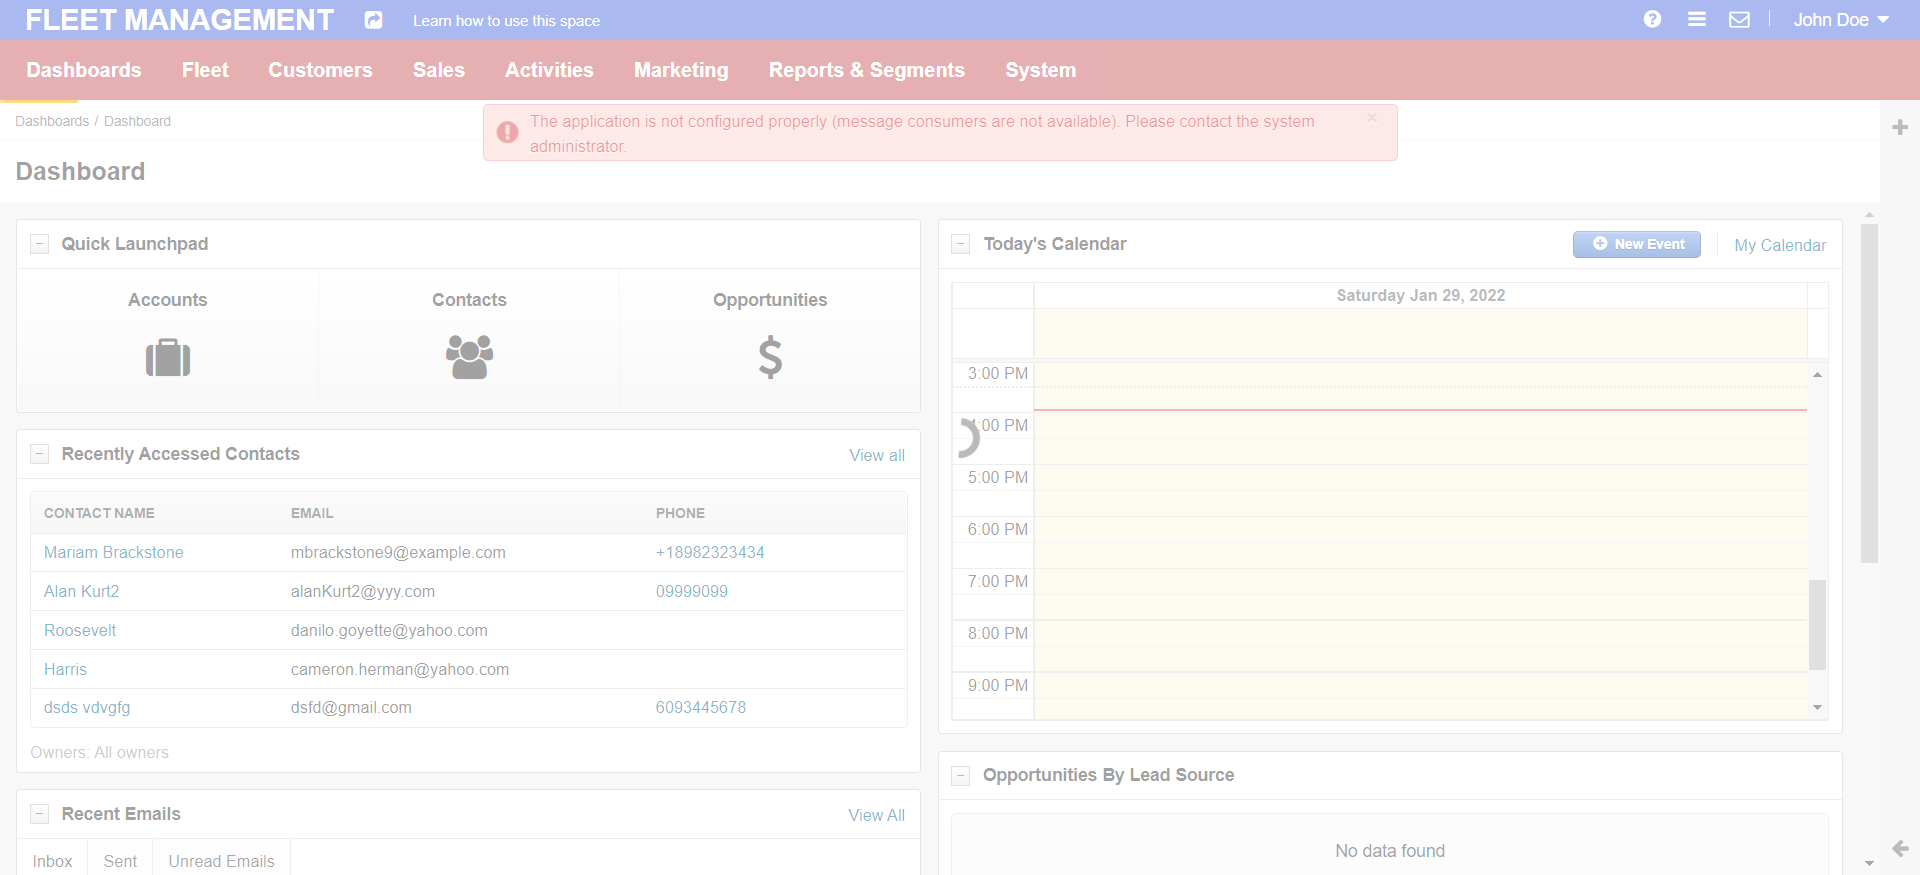 FLEET MANAGEMENT
Learn how to use this space
John Doe
Dashboards Fleet Customers Sales Activities Marketing Reports & Segments System
Dashboards / Dashboard
The application is not configured properly (message consumers are not available). Please contact the system
administrator.
×
Dashboard
Quick Launchpad
Accounts Contacts Opportunities
Recently Accessed Contacts View all
CONTACT NAME EMAIL PHONE
Mariam Brackstone mbrackstone9@example.com +18982323434
Alan Kurt2 alanKurt2@yyy.com 09999099
Roosevelt danilo.goyette@yahoo.com
Harris cameron.herman@yahoo.com
dsds vdvgfg dsfd@gmail.com 6093445678
Owners: All owners
Recent Emails View All
Inbox Sent Unread Emails
Today's Calendar New Event My Calendar
Saturday Jan 29, 2022
3:00 PM
4:00 PM
5:00 PM
6:00 PM
7:00 PM
8:00 PM
9:00 PM
Opportunities By Lead Source
No data found